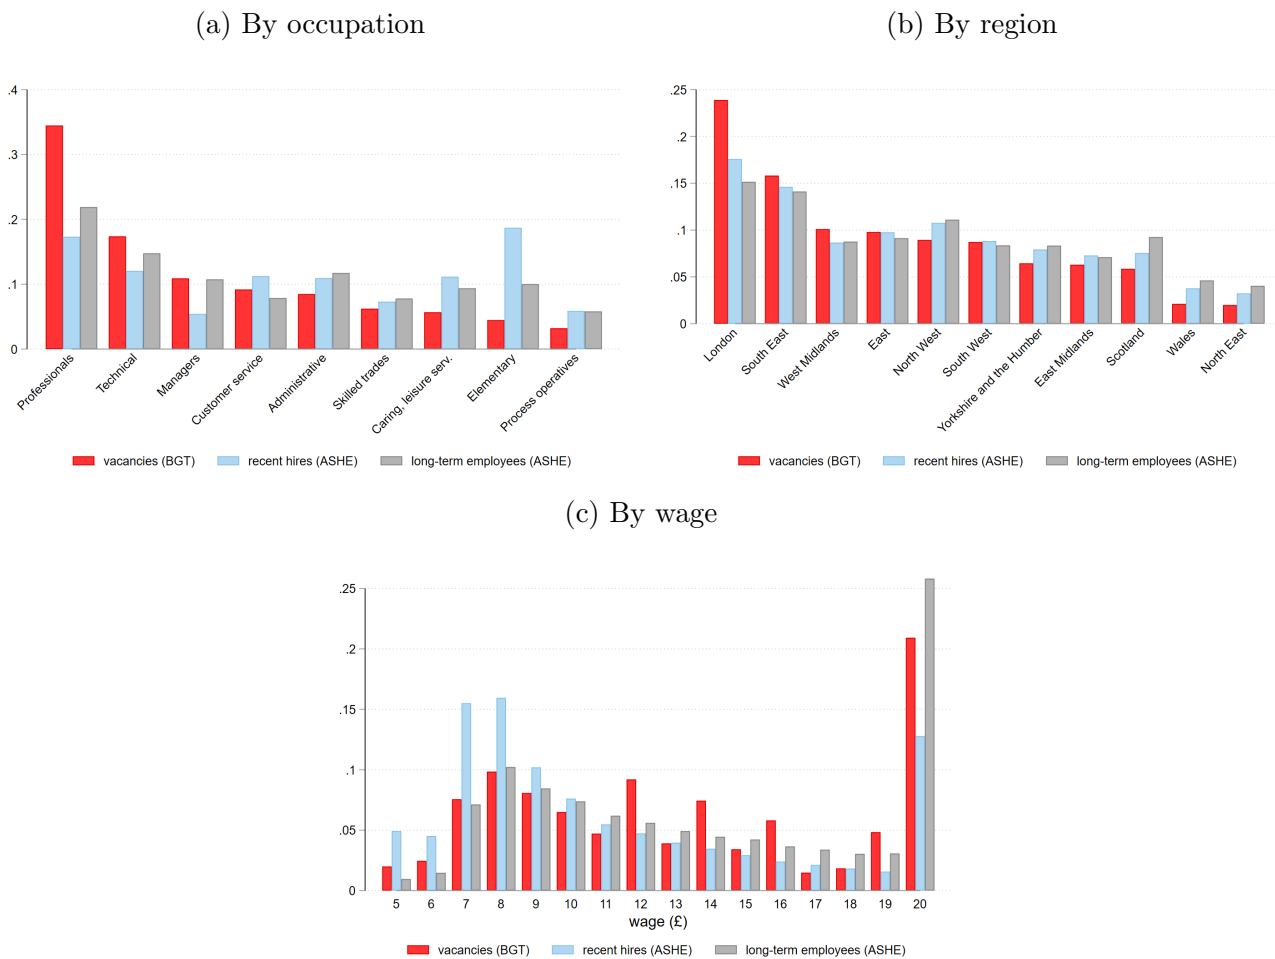 (a) By occupation
.4
.3
.2
.1
0
Professionals
Technical
Managers
Customer service
Administrative
Skilled trades
Caring, leisure serv.
Elementary
Process operatives
vacancies (BGT) recent hires (ASHE) long-term employees (ASHE)
(b) By region
.25
.2
.15
.1
.05
0
London
South East
West Midlands
East
North West
South West
Yorkshire and the Humber
East Midlands
Scotland
Wales
North East
vacancies (BGT) recent hires (ASHE) long-term employees (ASHE)
(c) By wage
.25
.2
.15
.1
.05
0
5 6 7 8 9 10 11 12 13 14 15 16 17 18 19 20
wage (£)
vacancies (BGT) recent hires (ASHE) long-term employees (ASHE)